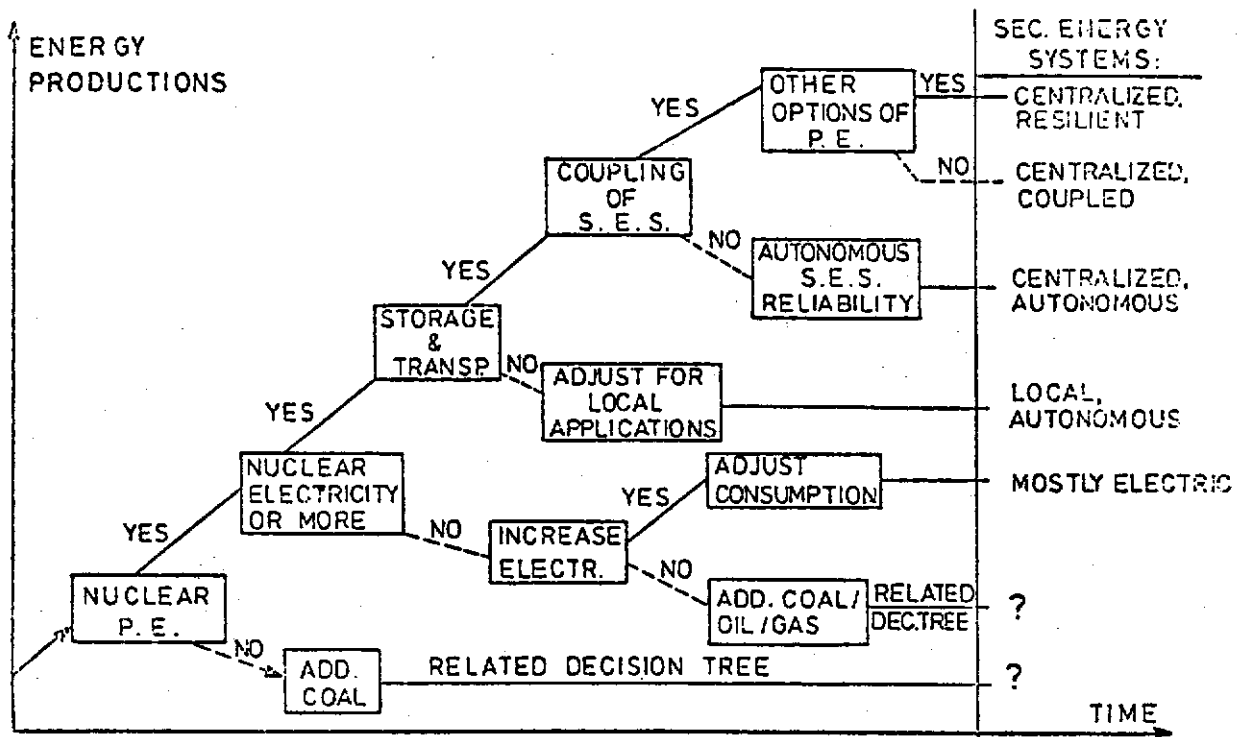 ENERGY
PRODUCTIONS
SEC. ENERGY
SYSTEMS:
OTHER
OPTIONS OF
P. E.
YES
YES
CENTRALIZED,
RESILIENT
NO
CENTRALIZED,
COUPLED
COUPLING
OF
S. E. S.
YES
NO
AUTONOMOUS
S.E.S.
RELIABILITY
CENTRALIZED,
AUTONOMOUS
STORAGE
&
TRANSP.
YES
NO
ADJUST FOR
LOCAL
APPLICATIONS
LOCAL,
AUTONOMOUS
NUCLEAR
ELECTRICITY
OR MORE
YES
NO
INCREASE
ELECTR.
YES
ADJUST
CONSUMPTION
MOSTLY ELECTRIC
NO
ADD. COAL/
OIL/GAS
RELATED
DEC.TREE
?
NUCLEAR
P. E.
NO
ADD.
COAL
RELATED DECISION TREE
?
TIME